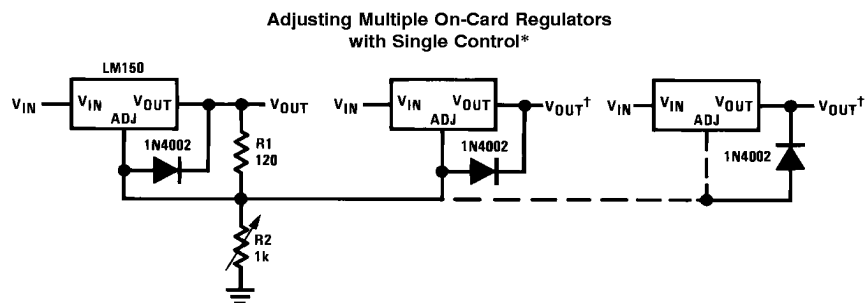 Adjusting Multiple On-Card Regulators
with Single Control*
LM150
VIN VIN VOUT VOUT
ADJ
1N4002
R1
120
R2
1k
VIN VIN VOUT VOUT†
ADJ
1N4002
VIN VIN VOUT VOUT†
ADJ
1N4002